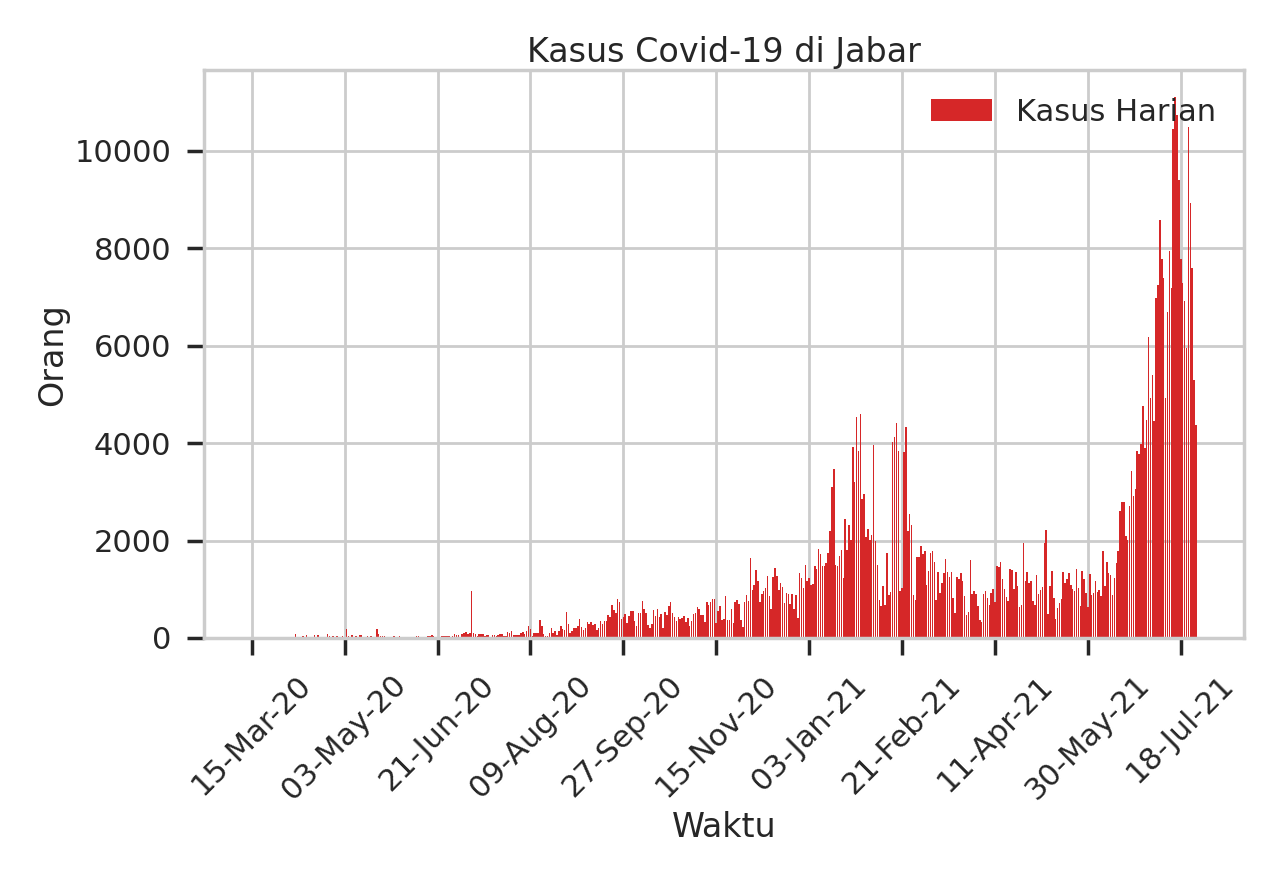 Kasus Covid-19 di Jabar
Kasus Harian
Orang
10000
8000
6000
4000
2000
0
15-Mar-20
03-May-20
21-Jun-20
09-Aug-20
27-Sep-20
15-Nov-20
03-Jan-21
21-Feb-21
11-Apr-21
30-May-21
18-Jul-21
Waktu